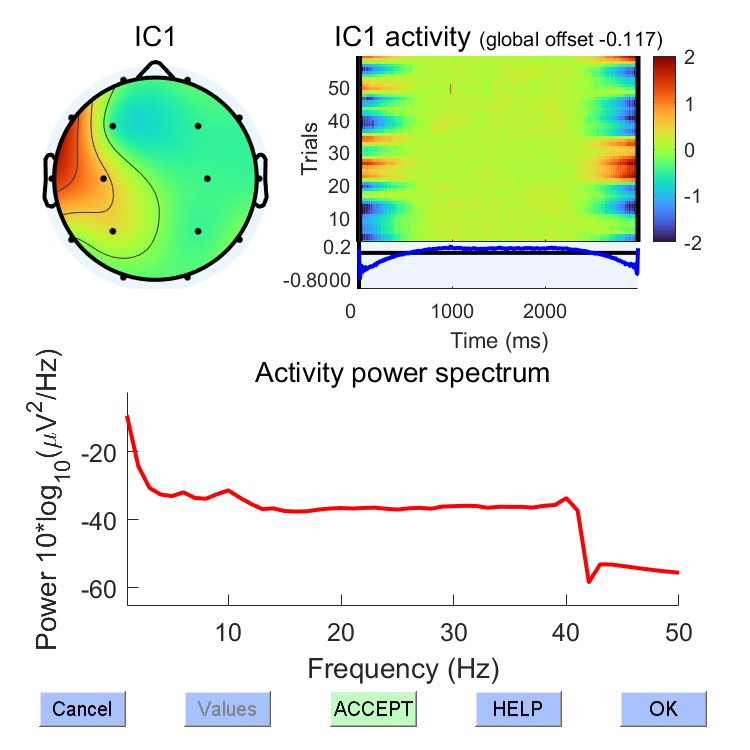 IC1
IC1 activity (global offset -0.117)
Trials
50
40
30
20
10
2
1
0
-1
-2
0.2
-0.8000
0 1000 2000
Time (ms)
Activity power spectrum
Power 10*log10(μV2/Hz)
-20
-40
-60
10 20 30 40 50
Frequency (Hz)
Cancel Values ACCEPT HELP OK